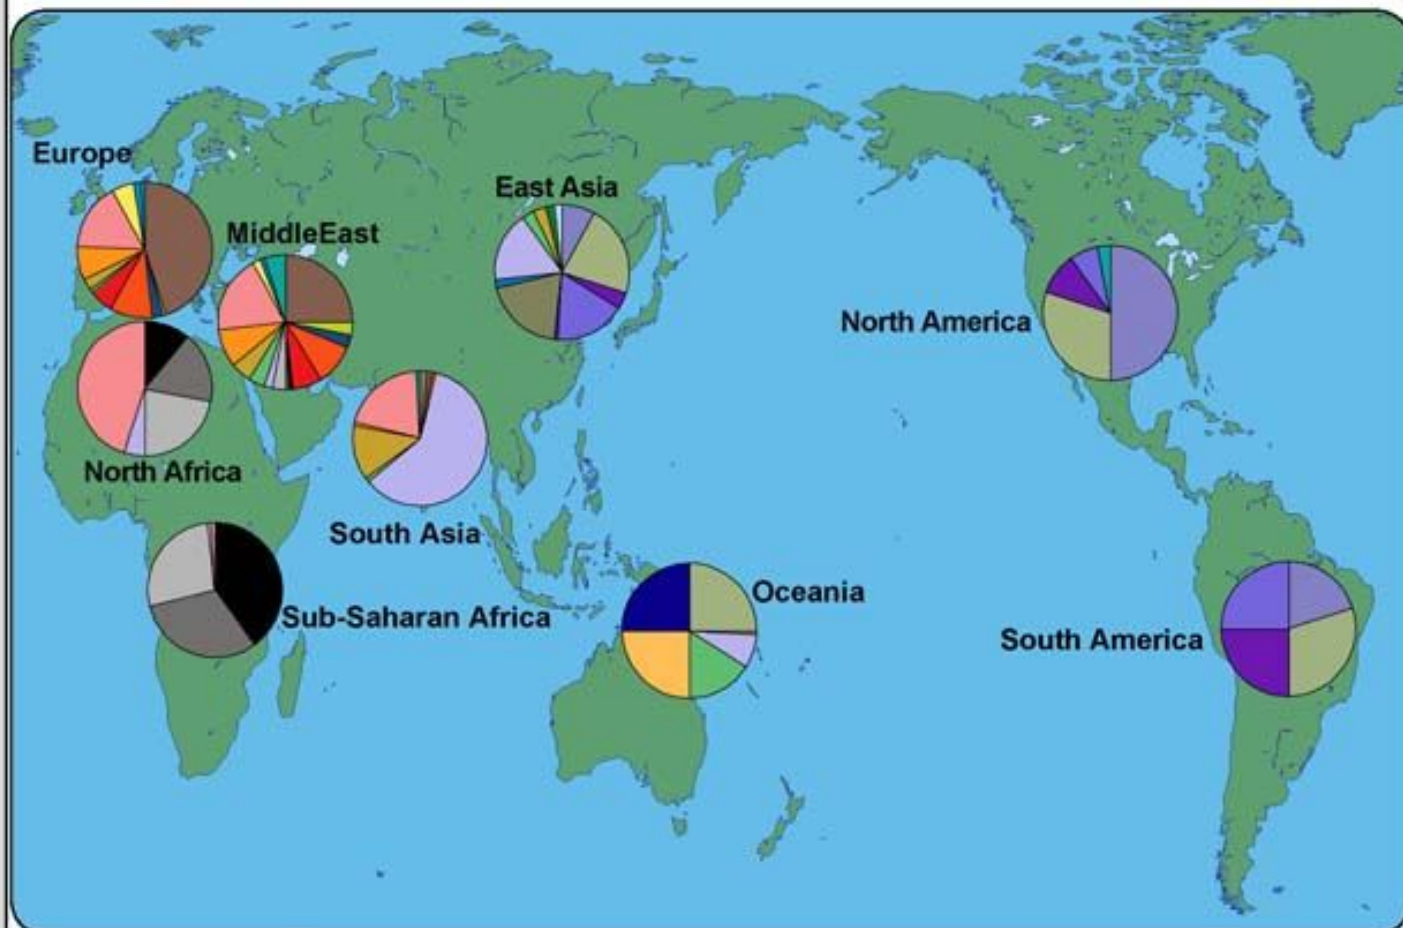 Europe
East Asia
MiddleEast
North America
North Africa
South Asia
Oceania
Sub-Saharan Africa
South America